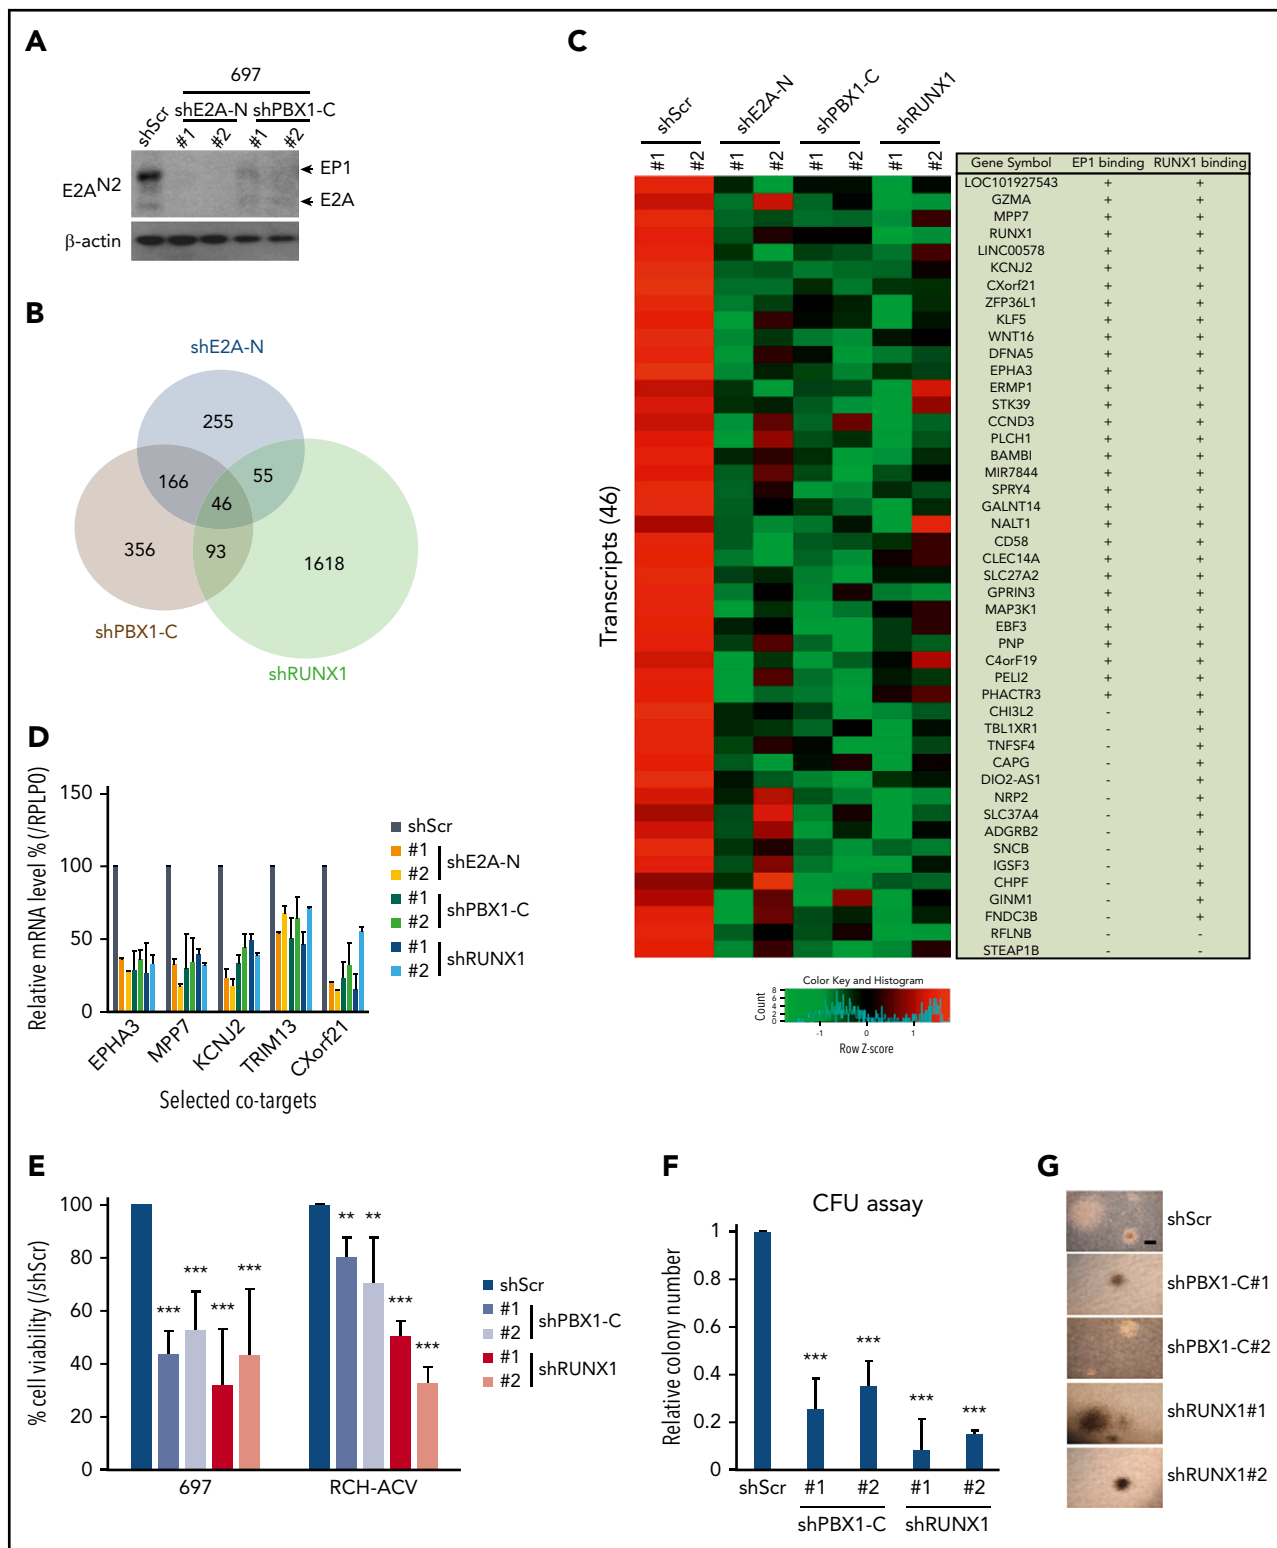 A
697
shScr
shE2A-N shPBX1-C
#1 #2 #1 #2
E2AN2
EP1
E2A
β-actin
B
shE2A-N
255
166
55
46
356
93
1618
shPBX1-C
shRUNX1
C
shScr shE2A-N shPBX1-C shRUNX1
#1 #2 #1 #2 #1 #2 #1 #2
Transcripts (46)
Gene Symbol EP1 binding RUNX1 binding
LOC101927543 + +
GZMA + +
MPP7 + +
RUNX1 + +
LINC00578 + +
KCNJ2 + +
CXorf21 + +
ZFP36L1 + +
KLF5 + +
WNT16 + +
DFNA5 + +
EPHA3 + +
ERMP1 + +
STK39 + +
CCND3 + +
PLCH1 + +
BAMBI + +
MIR7844 + +
SPRY4 + +
GALNT14 + +
NALT1 + +
CD58 + +
CLEC14A + +
SLC27A2 + +
GPRIN3 + +
MAP3K1 + +
EBF3 + +
PNP + +
C4orF19 + +
PELI2 + +
PHACTR3 + +
CHI3L2 - +
TBL1XR1 - +
TNFSF4 - +
CAPG - +
DIO2-AS1 - +
NRP2 - +
SLC37A4 - +
ADGRB2 - +
SNCB - +
IGSF3 - +
CHPF - +
GINM1 - +
FNDC3B - +
RFLNB - -
STEAP1B - -
Color Key and Histogram
Count
8
6
4
2
0
-1 0 1
Row Z-score
D
Relative mRNA level % (/RPLP0)
150
100
50
0
EPHA3 MPP7 KCNJ2 TRIM13 CXorf21
Selected co-targets
shScr
#1
#2
shE2A-N
#1
#2
shPBX1-C
#1
#2
shRUNX1
E
% cell viability (/shScr)
100
80
60
40
20
0
*** *** *** ***
** ** *** ***
697 RCH-ACV
shScr
#1
#2
shPBX1-C
#1
#2
shRUNX1
F
CFU assay
Relative colony number
1
0.8
0.6
0.4
0.2
0
*** *** *** ***
shScr #1 #2 #1 #2
shPBX1-C shRUNX1
G
shScr
shPBX1-C#1
shPBX1-C#2
shRUNX1#1
shRUNX1#2